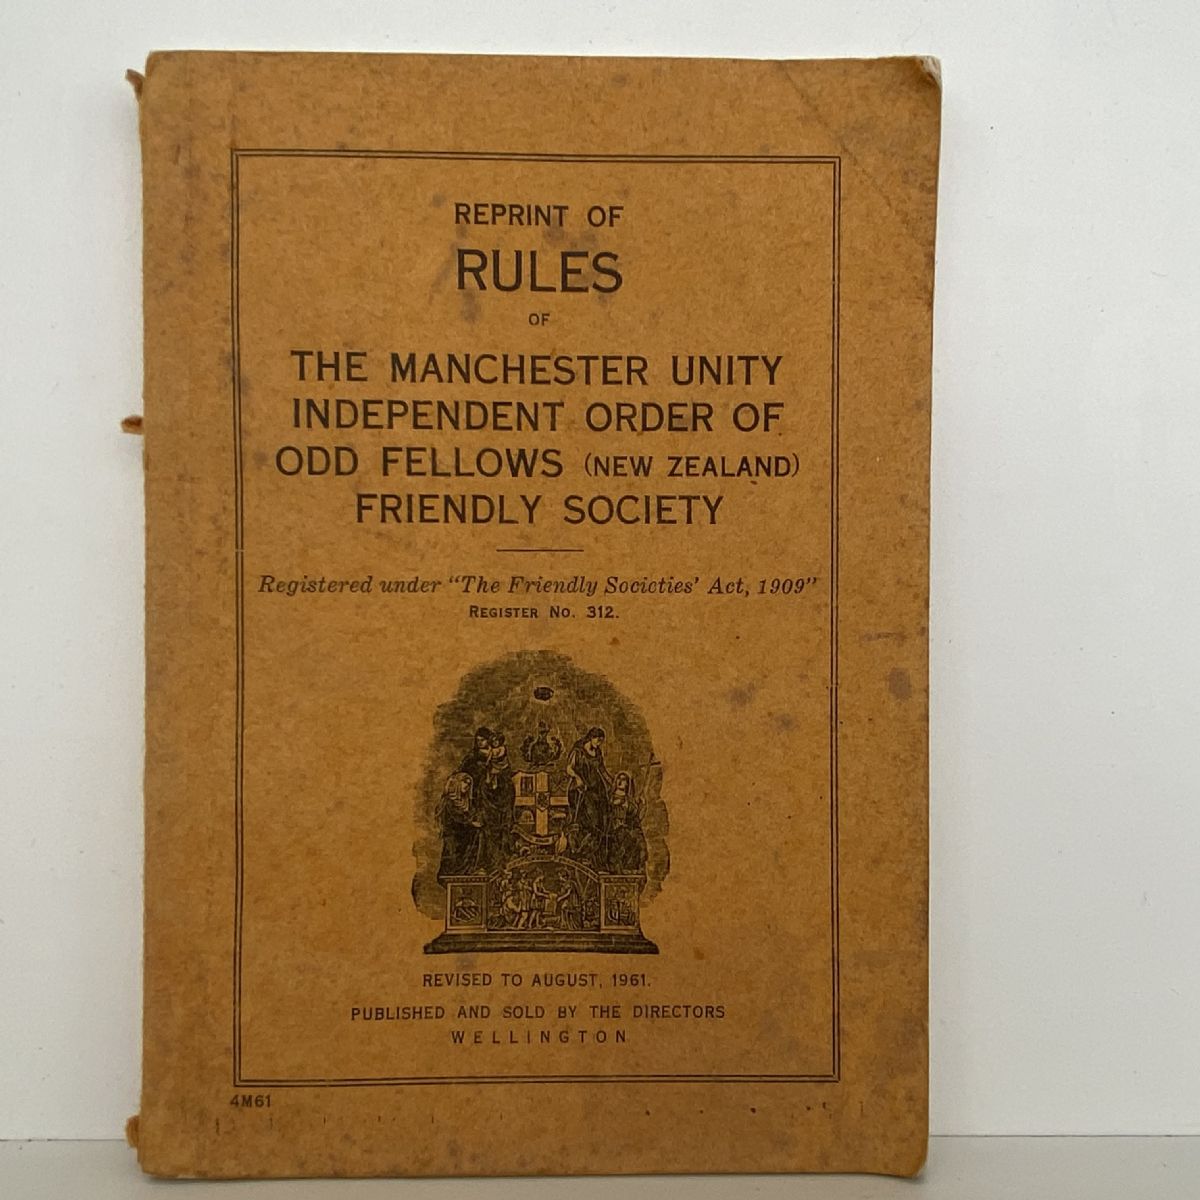 REPRINT OF
RULES
OF
THE MANCHESTER UNITY
INDEPENDENT ORDER OF
ODD FELLOWS (NEW ZEALAND)
FRIENDLY SOCIETY
Registered under "The Friendly Societies' Act, 1909"
REGISTER NO. 312.
REVISED TO AUGUST, 1961.
PUBLISHED AND SOLD BY THE DIRECTORS
WELLINGTON
4M61